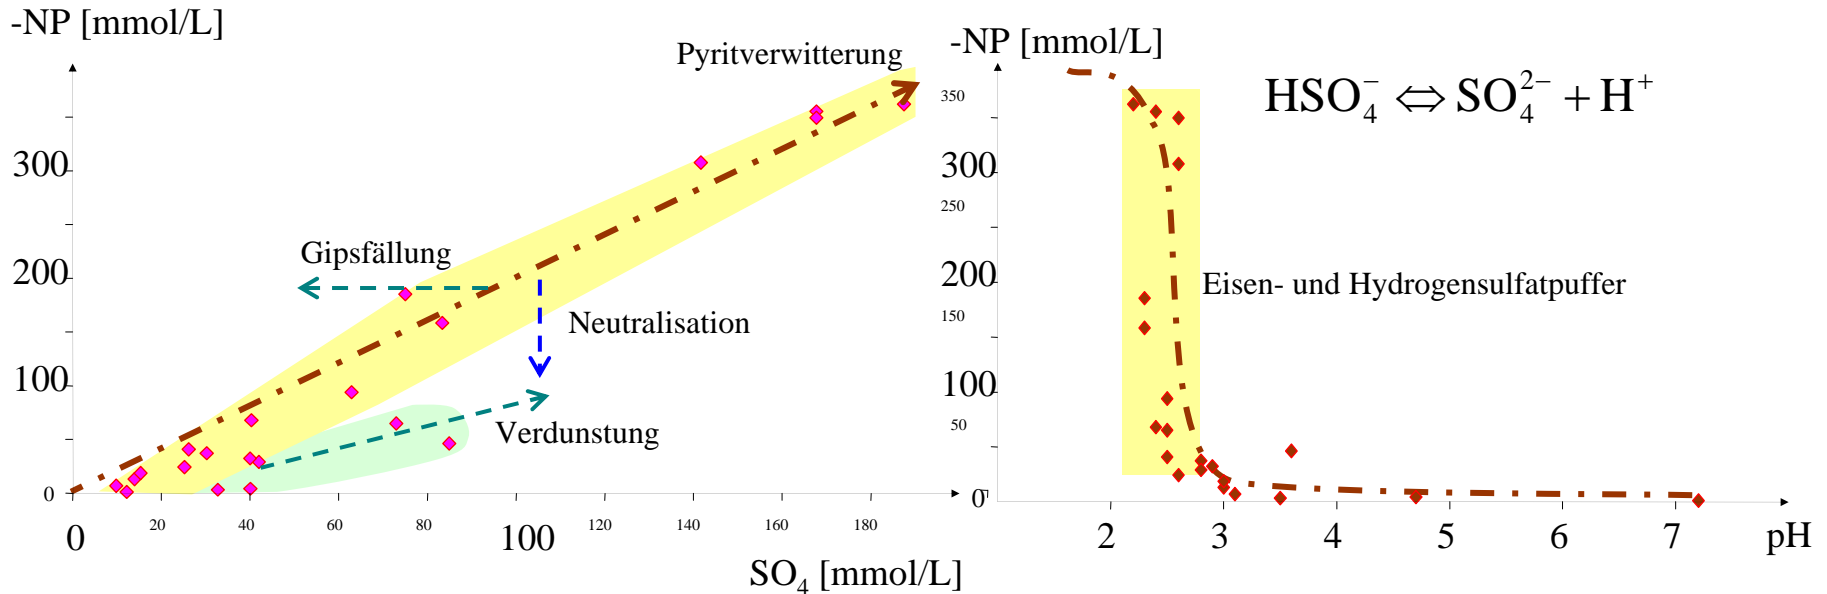 -NP [mmol/L]
Pyritverwitterung
300
Gipsfällung
200
Neutralisation
100
Verdunstung
0
20
40
60
80
120
140
160
180
0
100
SO₄ [mmol/L]
-NP [mmol/L]
HSO₄⁻ ⇔ SO₄²⁻ + H⁺
350
300
250
200
Eisen- und Hydrogensulfatpuffer
150
100
50
0
2
3
4
5
6
7
pH